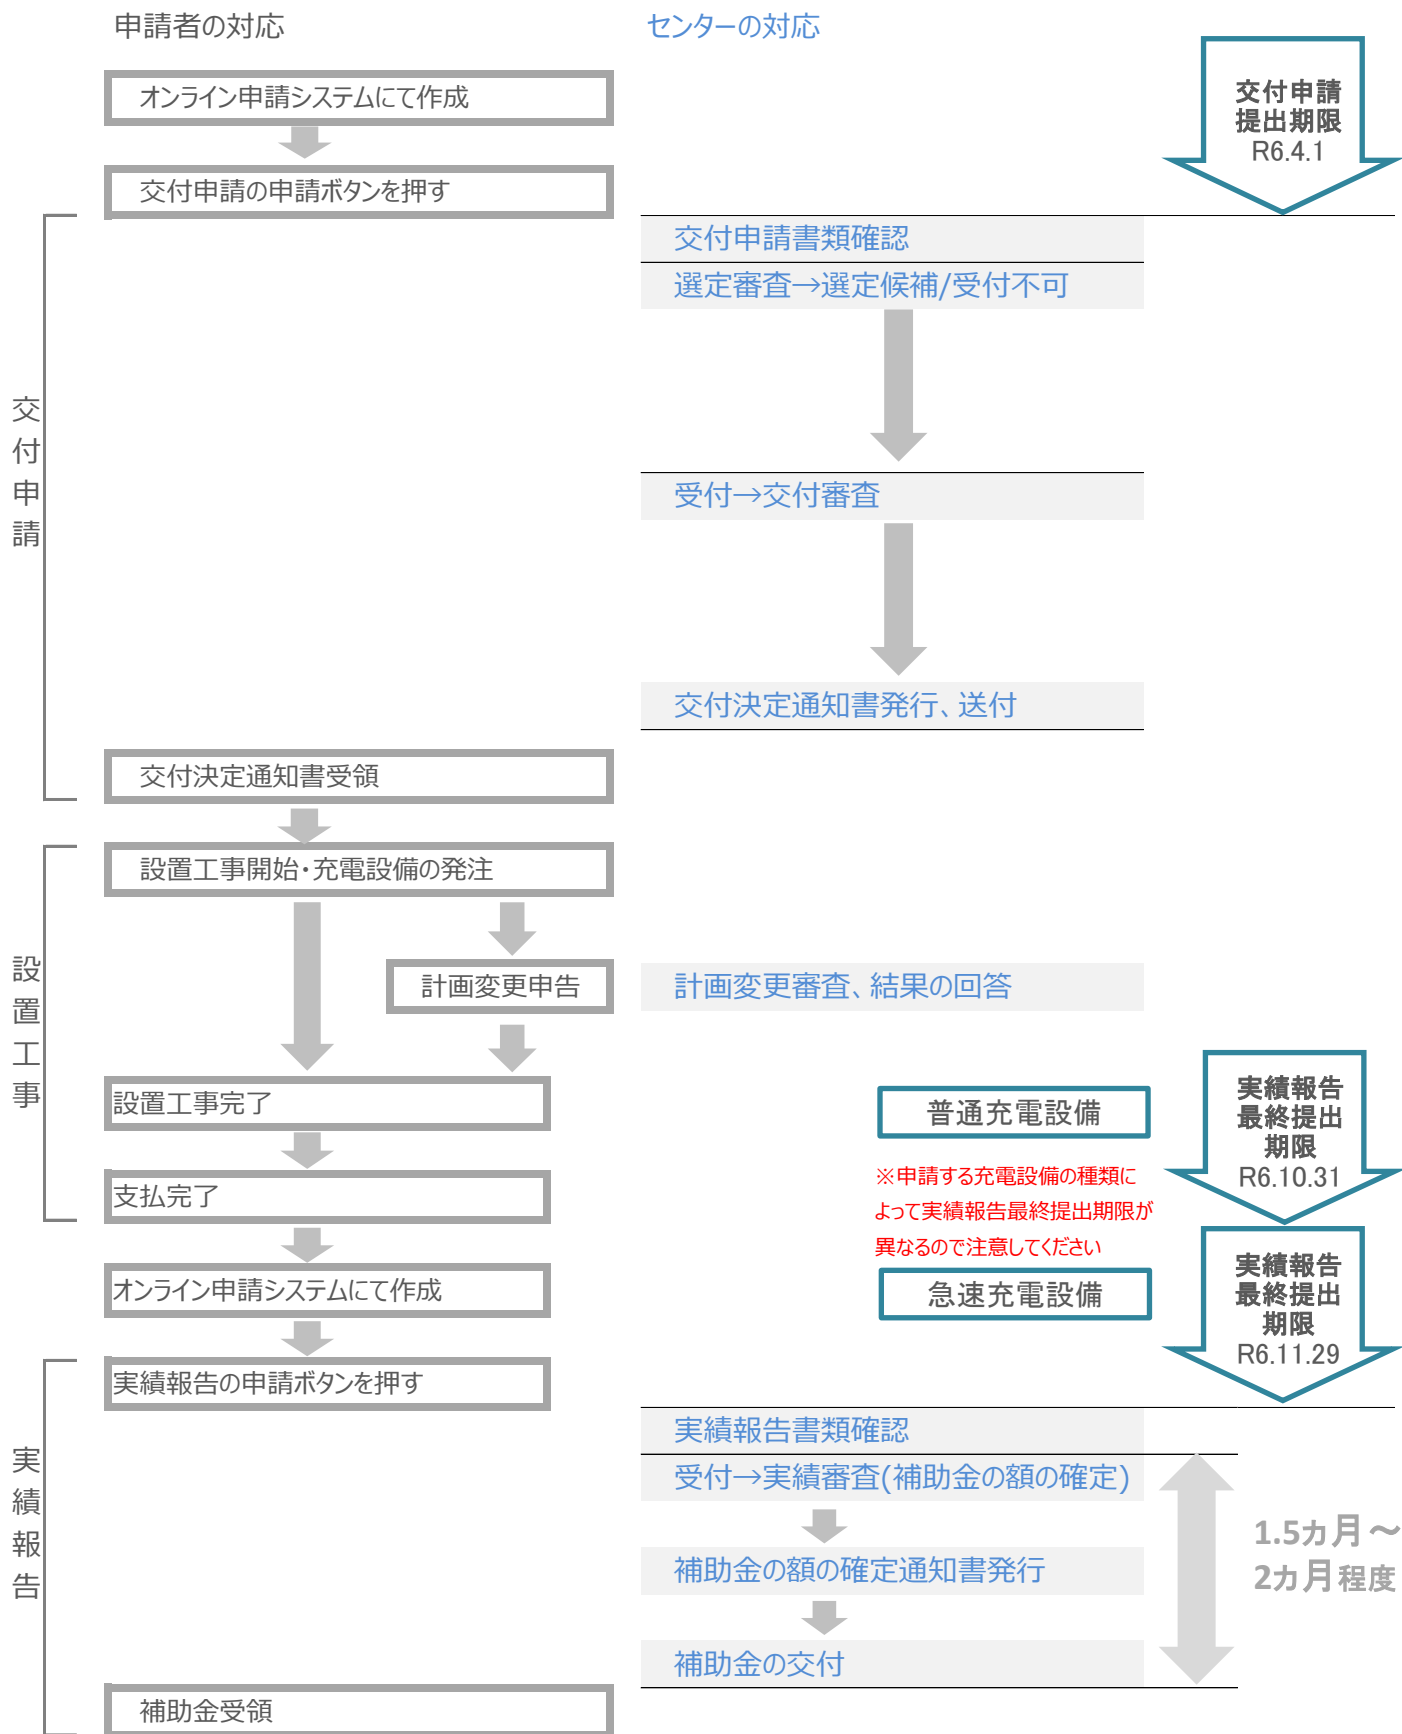 申請者の対応
センターの対応
交付申請
提出期限
R6.4.1
オンライン申請システムにて作成
交付申請の申請ボタンを押す
交付申請
交付申請書類確認
選定審査→選定候補/受付不可
受付→交付審査
交付決定通知書発行、送付
交付決定通知書受領
設置工事
設置工事開始・充電設備の発注
計画変更申告
計画変更審査、結果の回答
設置工事完了
支払完了
オンライン申請システムにて作成
普通充電設備
※申請する充電設備の種類に
よって実績報告最終提出期限が
異なるので注意してください
急速充電設備
実績報告
最終提出
期限
R6.10.31
実績報告
最終提出
期限
R6.11.29
実績報告
実績報告の申請ボタンを押す
実績報告書類確認
受付→実績審査(補助金の額の確定)
補助金の額の確定通知書発行
補助金の交付
1.5カ月～
2カ月程度
補助金受領